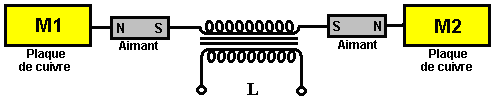 M1
N S
S N
M2
Plaque
de cuivre
Aimant
Aimant
Plaque
de cuivre
L